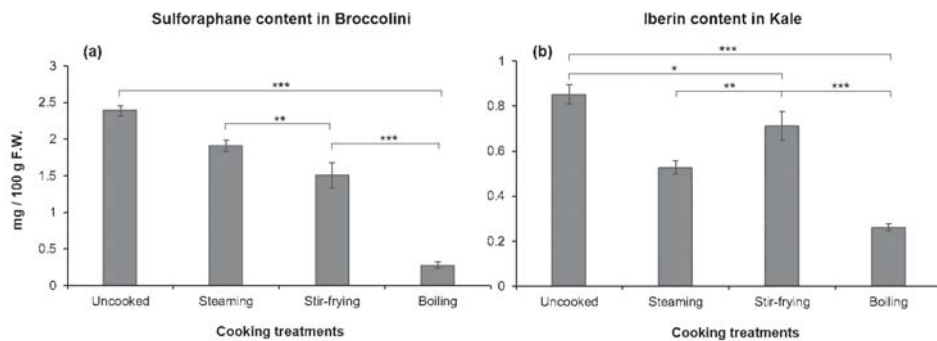 Sulforaphane content in Broccolini
(a)
3
2.5
2
1.5
1
0.5
0
mg / 100 g F.W.
***
**
***
Uncooked
Steaming
Stir-frying
Boiling
Cooking treatments
Iberin content in Kale
(b)
1
0.8
0.6
0.4
0.2
0
***
*
**
***
Uncooked
Steaming
Stir-frying
Boiling
Cooking treatments